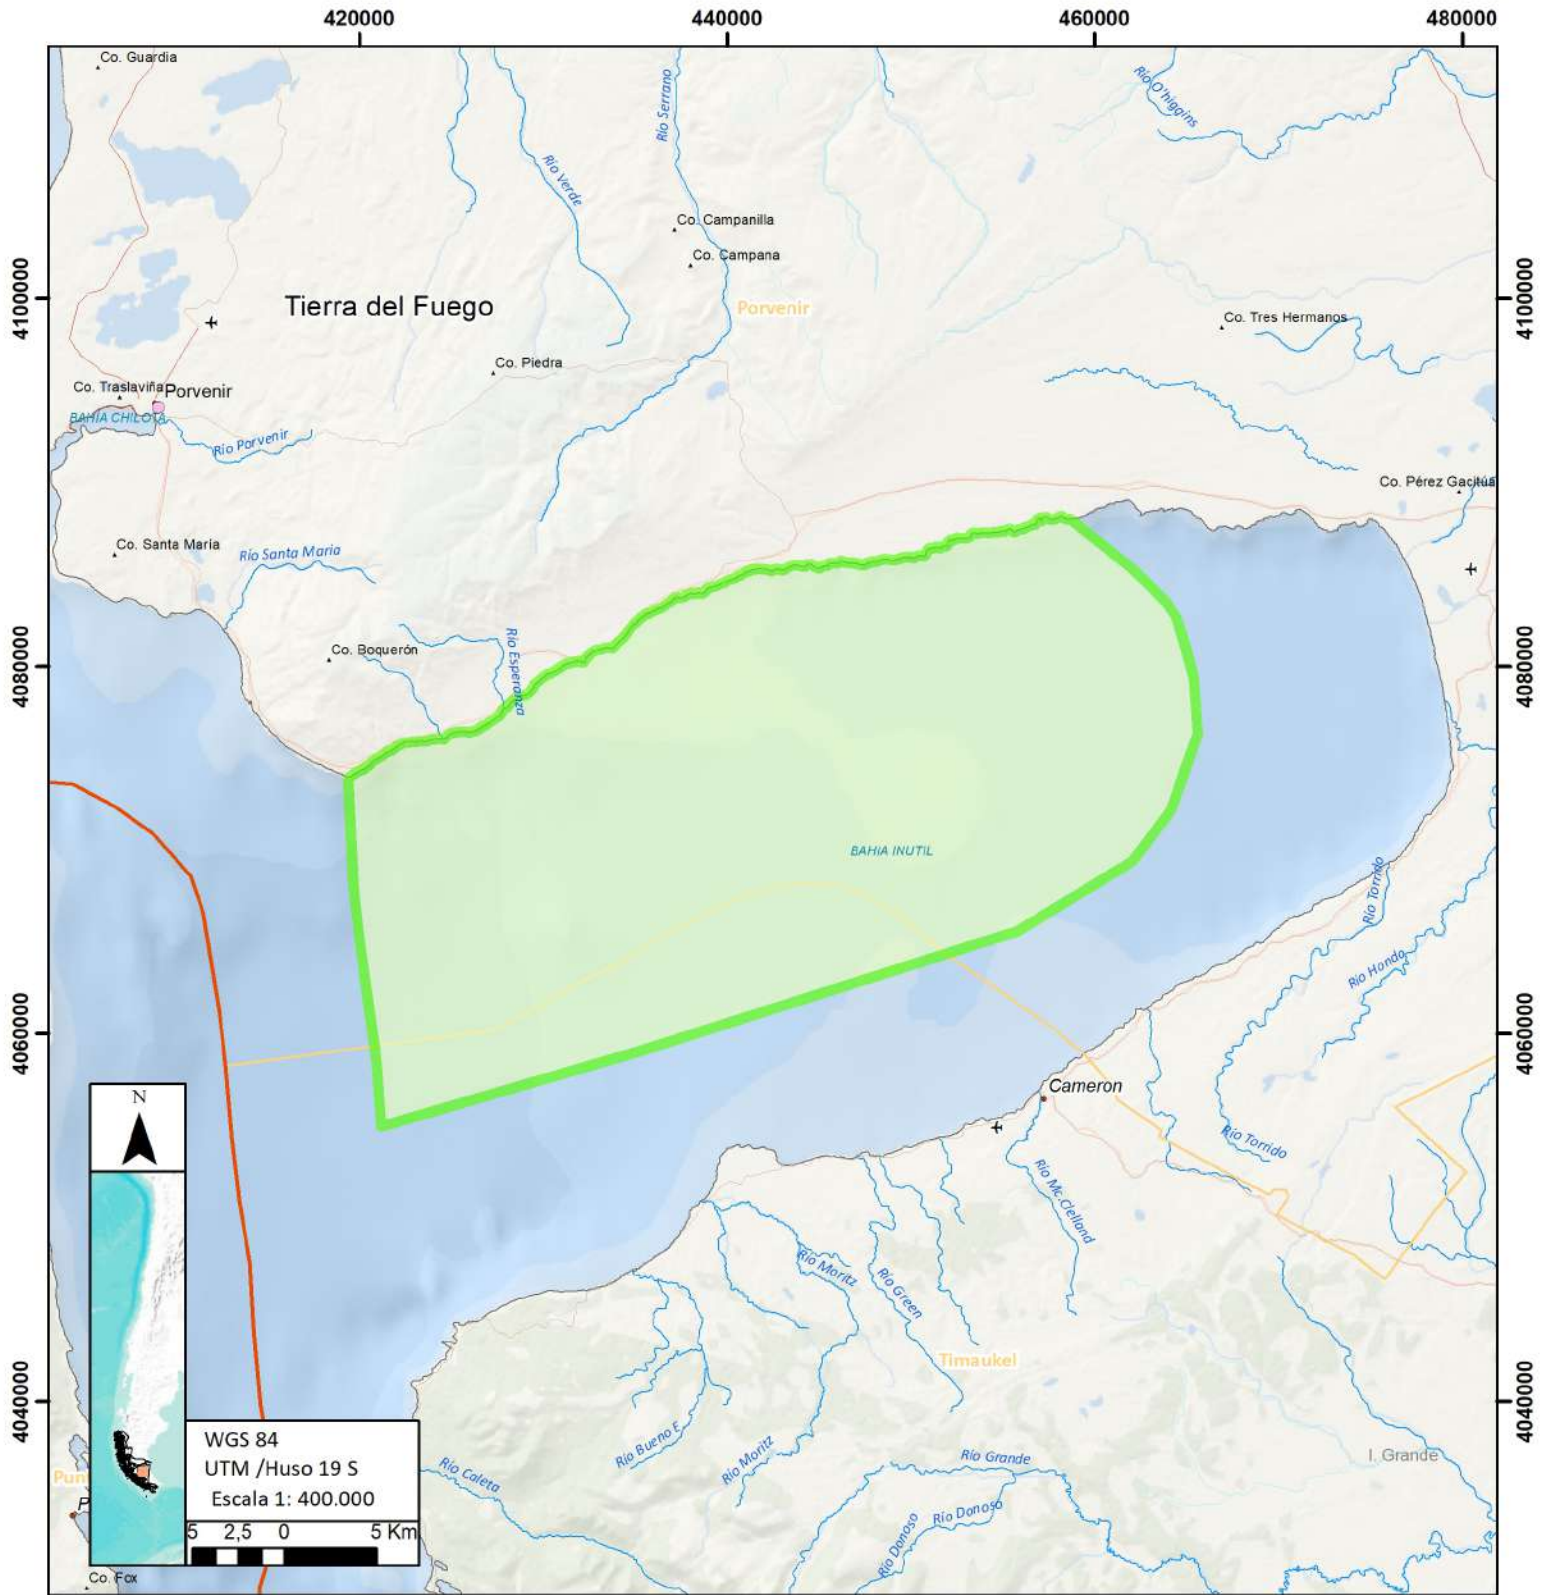 420000
440000
460000
480000
Co. Guardia
Río O'higgins
Río Serrano
Río Verde
Co. Campanilla
Co. Campana
4100000
Tierra del Fuego
Porvenir
4100000
Co. Tres Hermanos
Co. Piedra
Co. Traslaviña
Porvenir
BAHÍA CHILOTA
Río Porvenir
Co. Pérez Gacitúa
Co. Santa María
Río Santa Maria
Río Esperanza
Co. Boquerón
4080000
4080000
BAHIA INUTIL
Río Torrido
Río Hondo
4060000
4060000
Cameron
N
Río Torrido
Río Mc.Clelland
Río Moritz
Río Green
Timaukel
4040000
4040000
WGS 84
UTM /Huso 19 S
Escala 1: 400.000
5 2,5 0 5 Km
Río Bueno E.
Río Moritz
Río Grande
I. Grande
Río Caleta
Río Donoso
Río Donoso
Pun
P
Co. Fox